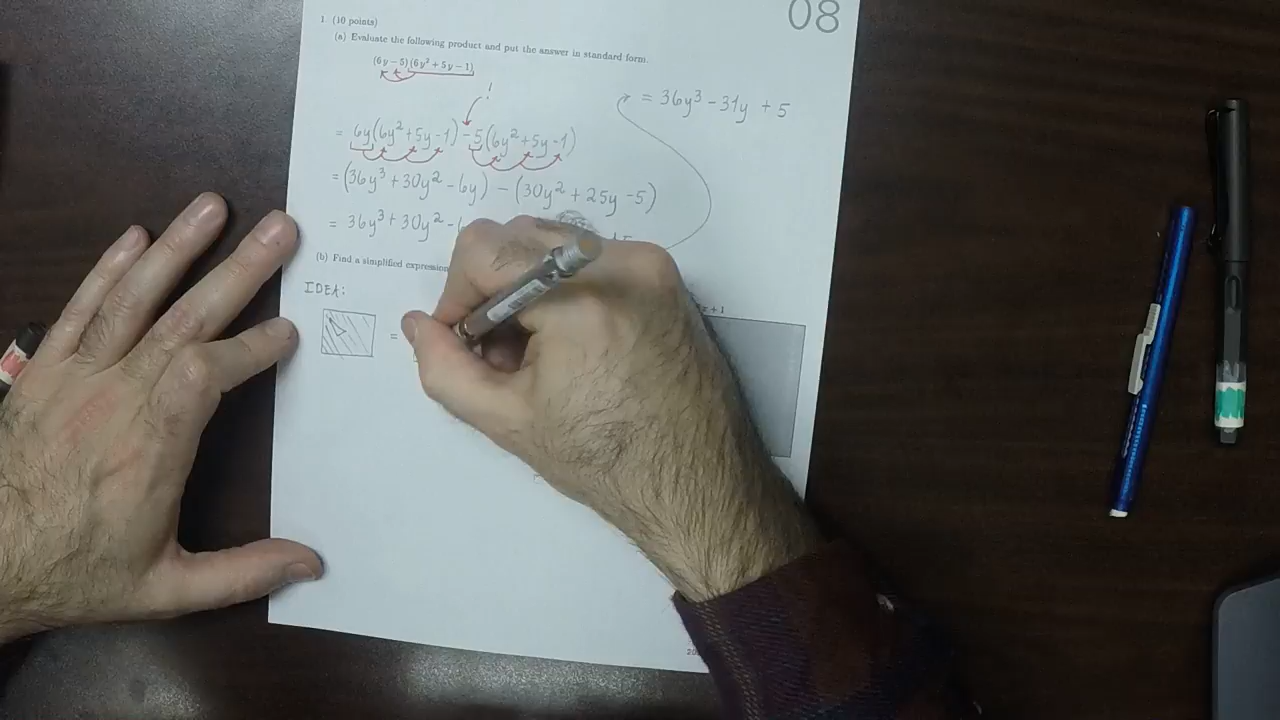 08
1 (10 points)
(a) Evaluate the following product and put the answer in standard form.
(6y − 5)(6y² + 5y − 1)
!
= 36y³ − 31y + 5
= 6y(6y² + 5y − 1) − 5(6y² + 5y − 1)
= (36y³ + 30y² − 6y) − (30y² + 25y − 5)
= 36y³ + 30y² −
(b) Find a simplified expression
IDEA:
x + 1
=